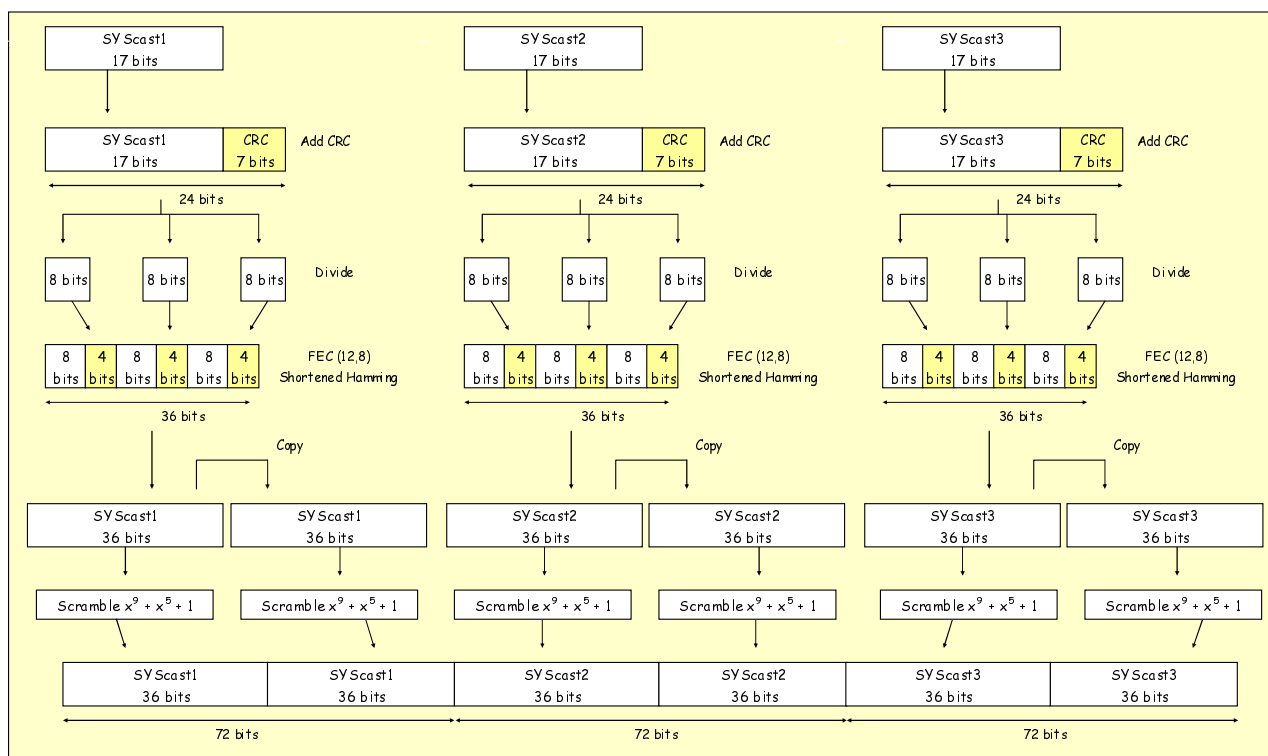 SYScast1 SYScast2 SYScast3
17 bits 17 bits 17 bits
SYScast1 CRC Add CRC SYScast2 CRC Add CRC SYScast3 CRC Add CRC
17 bits 7 bits 17 bits 7 bits 17 bits 7 bits
24 bits 24 bits 24 bits
8 bits 8 bits 8 bits Divide 8 bits 8 bits 8 bits Divide 8 bits 8 bits 8 bits Divide
8 4 8 4 8 4 FEC (12,8) 8 4 8 4 8 4 FEC (12,8) 8 4 8 4 8 4 FEC (12,8)
bits bits bits bits bits bits Shortened Hamming bits bits bits bits bits bits Shortened Hamming bits bits bits bits bits bits Shortened Hamming
36 bits 36 bits 36 bits
Copy Copy Copy
SYScast1 SYScast1 SYScast2 SYScast2 SYScast3 SYScast3
36 bits 36 bits 36 bits 36 bits 36 bits 36 bits
Scramble x⁹ + x⁵ + 1 Scramble x⁹ + x⁵ + 1 Scramble x⁹ + x⁵ + 1 Scramble x⁹ + x⁵ + 1 Scramble x⁹ + x⁵ + 1 Scramble x⁹ + x⁵ + 1
SYScast1 SYScast1 SYScast2 SYScast2 SYScast3 SYScast3
36 bits 36 bits 36 bits 36 bits 36 bits 36 bits
72 bits 72 bits 72 bits